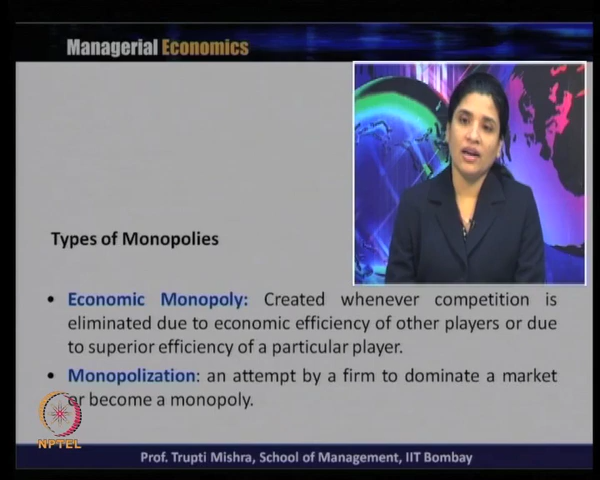 Managerial Economics
Types of Monopolies
• Economic Monopoly: Created whenever competition is
eliminated due to economic efficiency of other players or due
to superior efficiency of a particular player.
• Monopolization: an attempt by a firm to dominate a market
or become a monopoly.
NPTEL
Prof. Trupti Mishra, School of Management, IIT Bombay